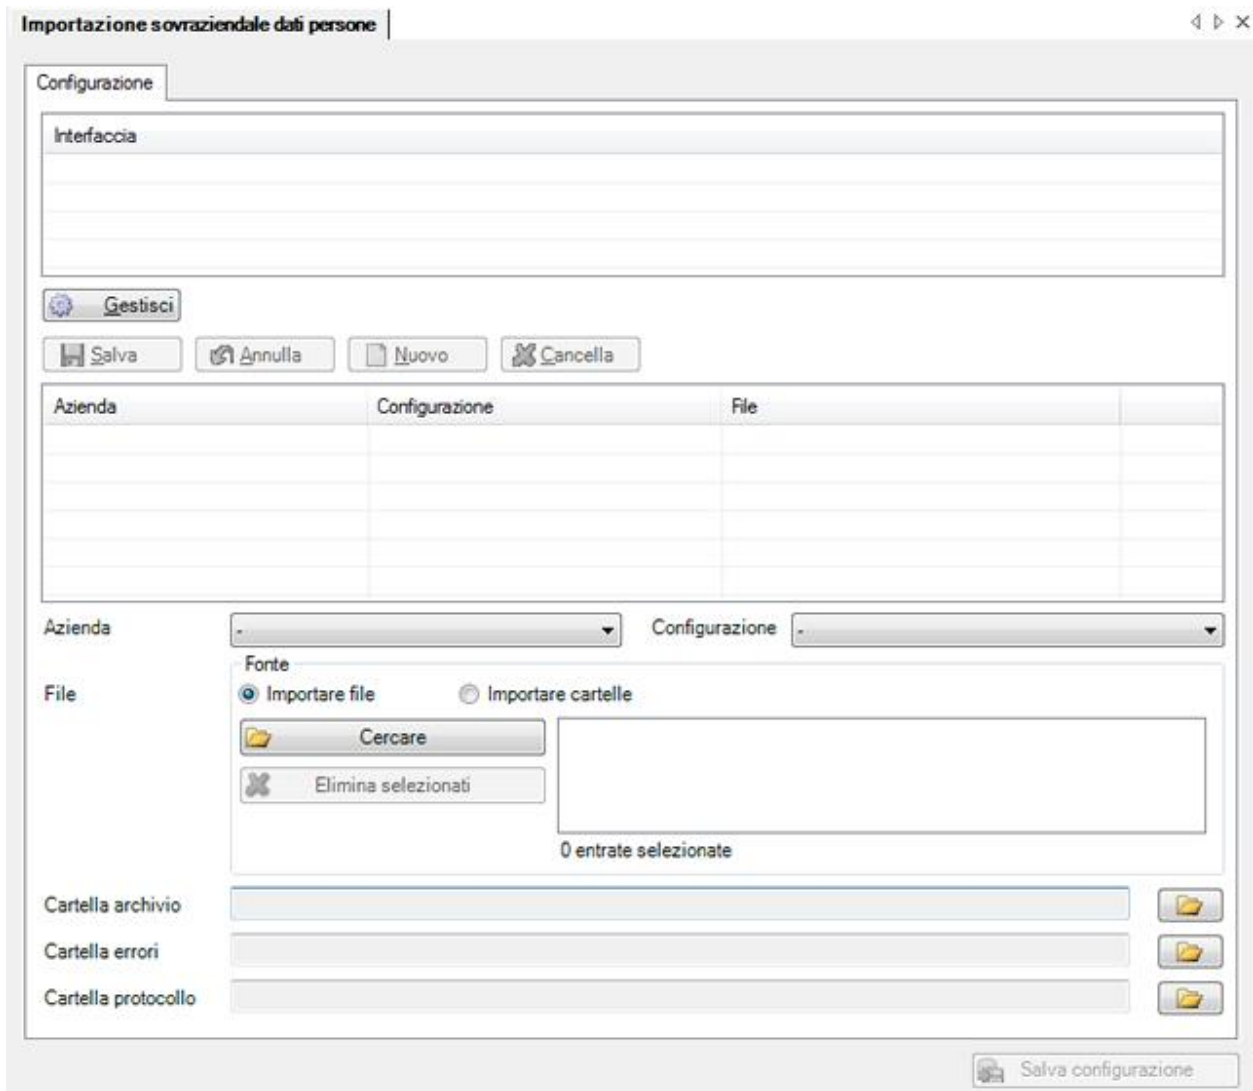 Importazione sovraziendale dati persone
Configurazione
Interfaccia
Gestisci
Salva Annulla Nuovo Cancella
Azienda Configurazione File
Azienda - Configurazione -
Fonte
File Importare file Importare cartelle
Cercare
Elimina selezionati
0 entrate selezionate
Cartella archivio
Cartella errori
Cartella protocollo
Salva configurazione